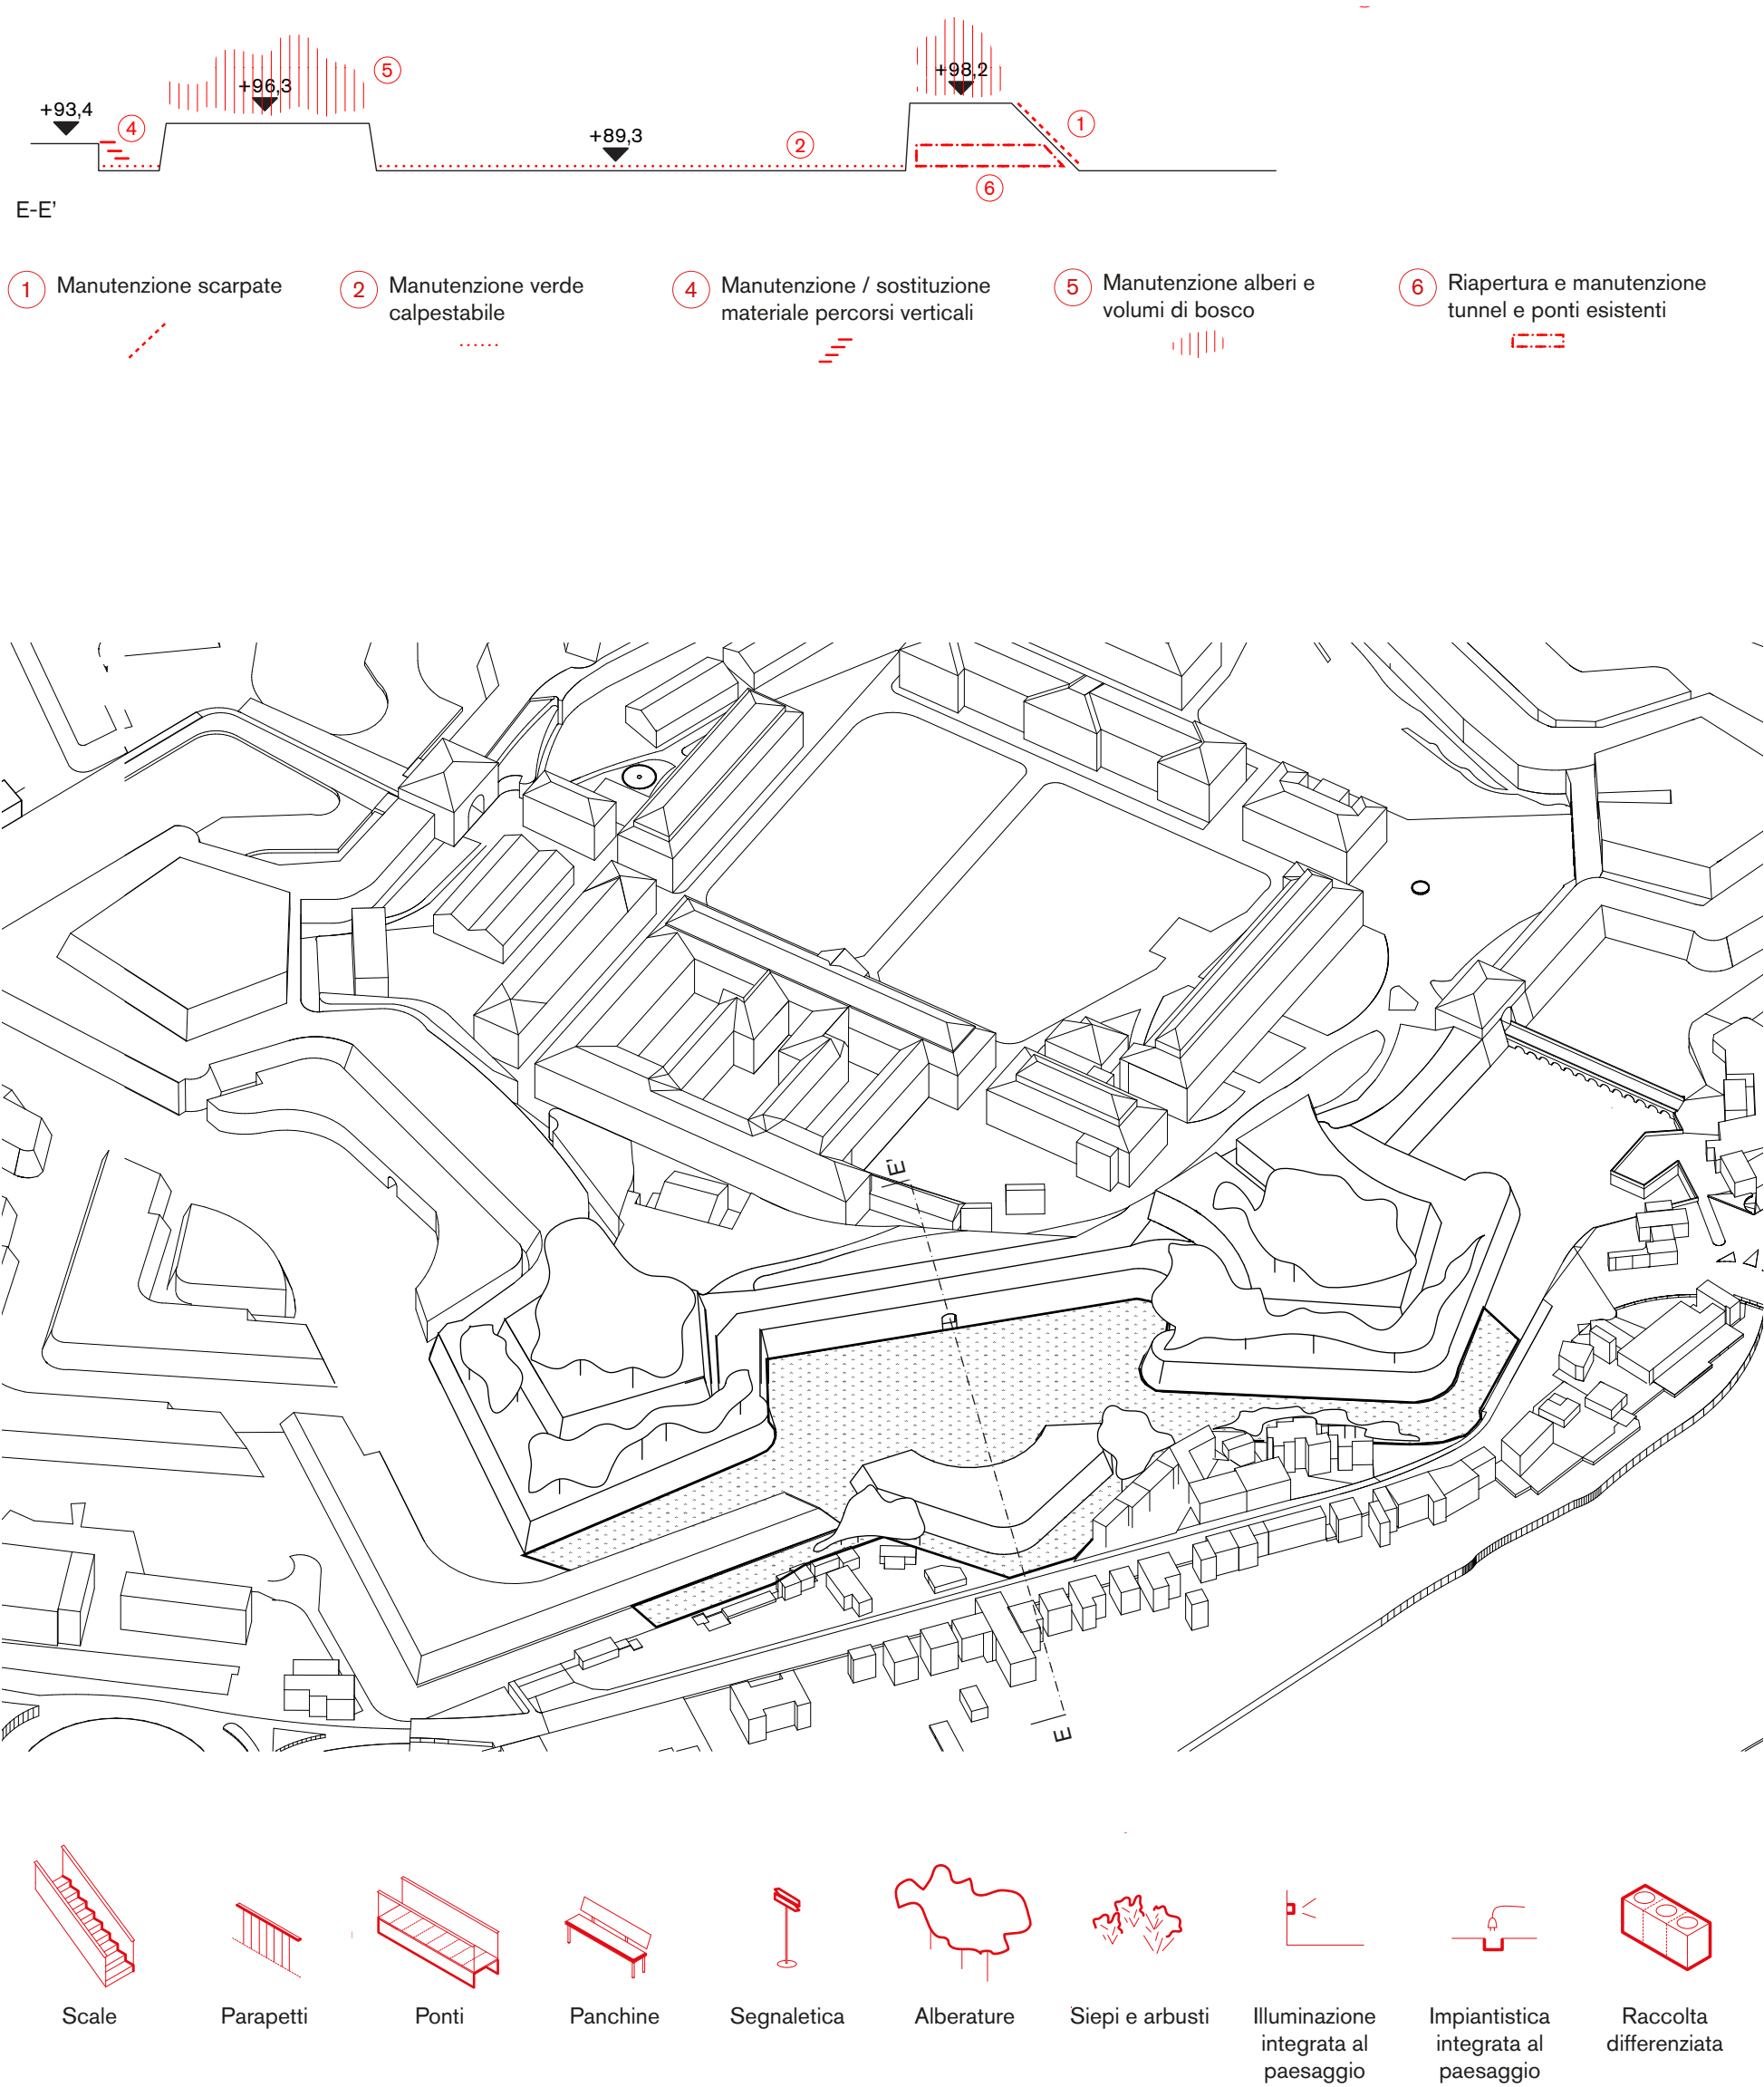 +96,3
5
+98,2
+93,4
4
+89,3
2
1
6
E-E'
1 Manutenzione scarpate
2 Manutenzione verde
calpestabile
4 Manutenzione / sostituzione
materiale percorsi verticali
5 Manutenzione alberi e
volumi di bosco
6 Riapertura e manutenzione
tunnel e ponti esistenti
E'
E
Scale
Parapetti
Ponti
Panchine
Segnaletica
Alberature
Siepi e arbusti
Illuminazione
integrata al
paesaggio
Impiantistica
integrata al
paesaggio
Raccolta
differenziata